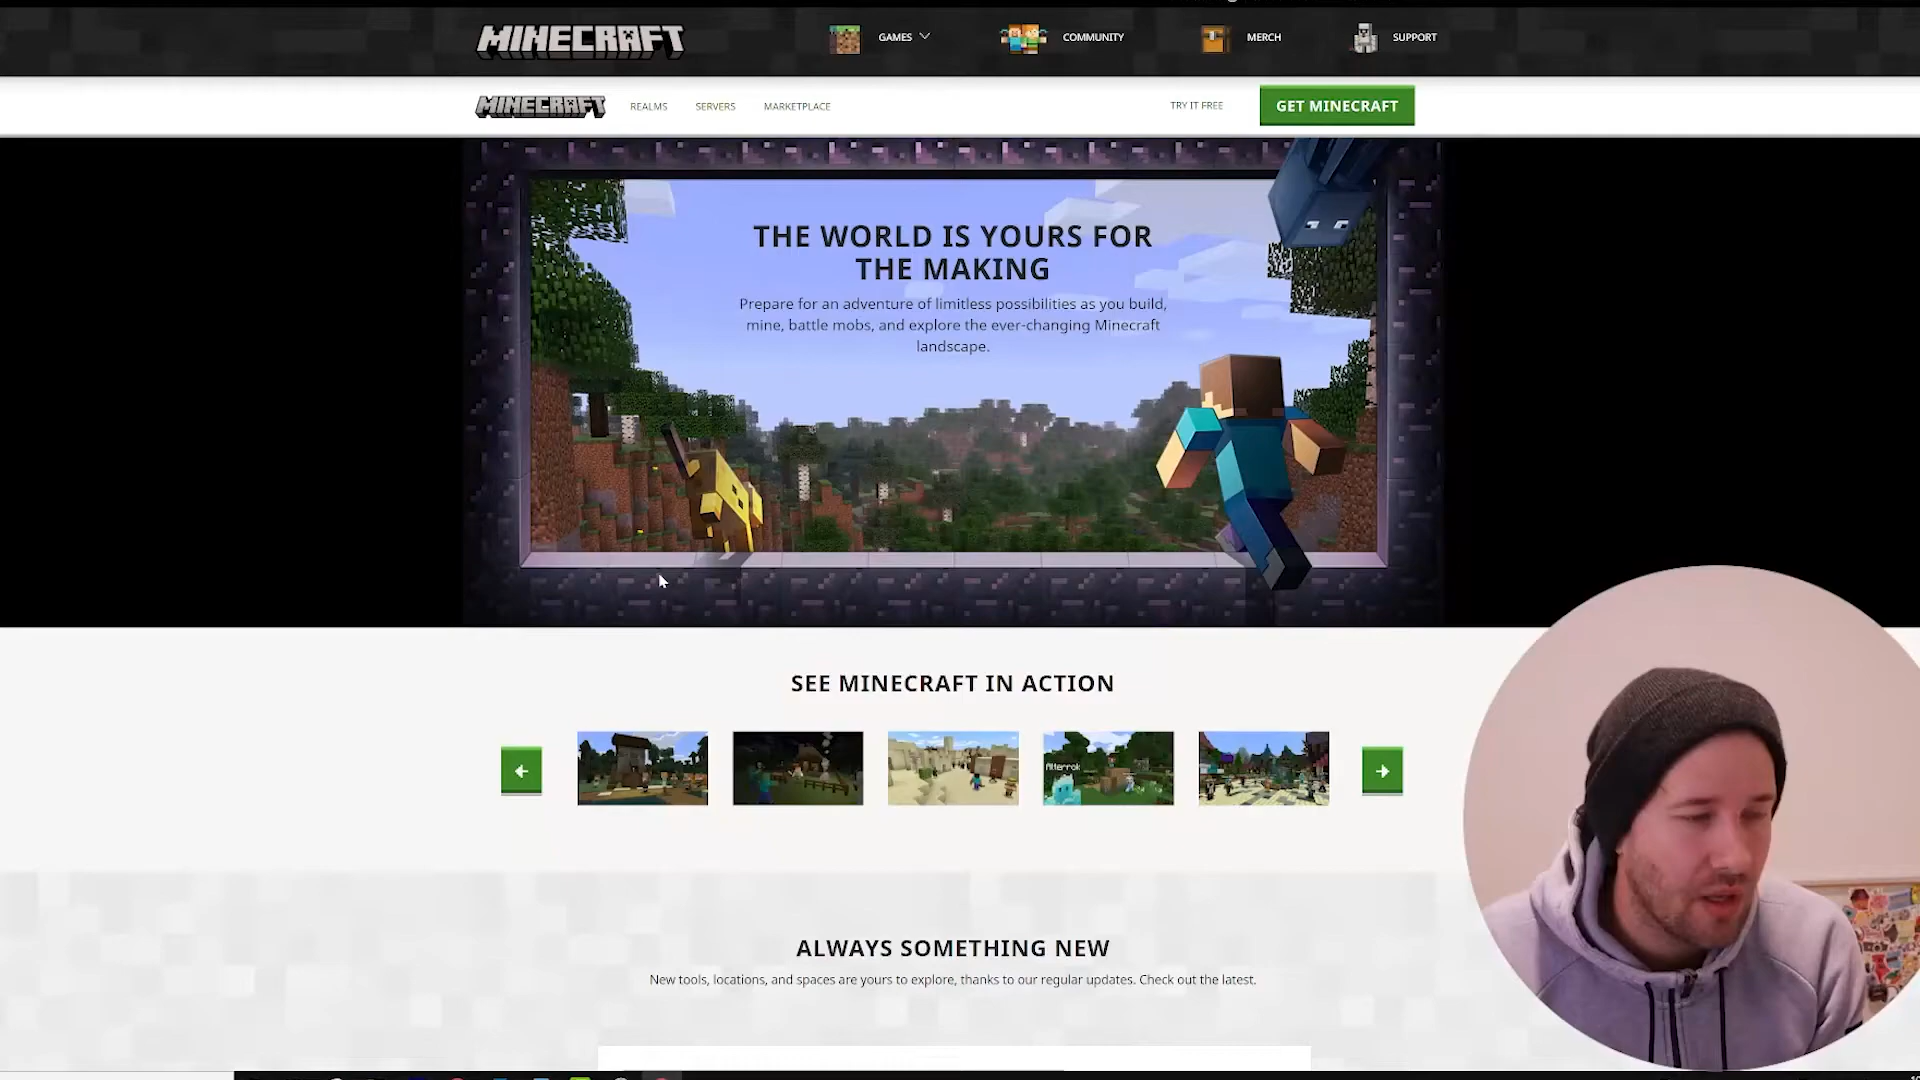 MINECRAFT
GAMES
COMMUNITY
MERCH
SUPPORT
MINECRAFT
REALMS
SERVERS
MARKETPLACE
TRY IT FREE
GET MINECRAFT
THE WORLD IS YOURS FOR
THE MAKING
Prepare for an adventure of limitless possibilities as you build,
mine, battle mobs, and explore the ever-changing Minecraft
landscape.
SEE MINECRAFT IN ACTION
Alterrok
ALWAYS SOMETHING NEW
New tools, locations, and spaces are yours to explore, thanks to our regular updates. Check out the latest.